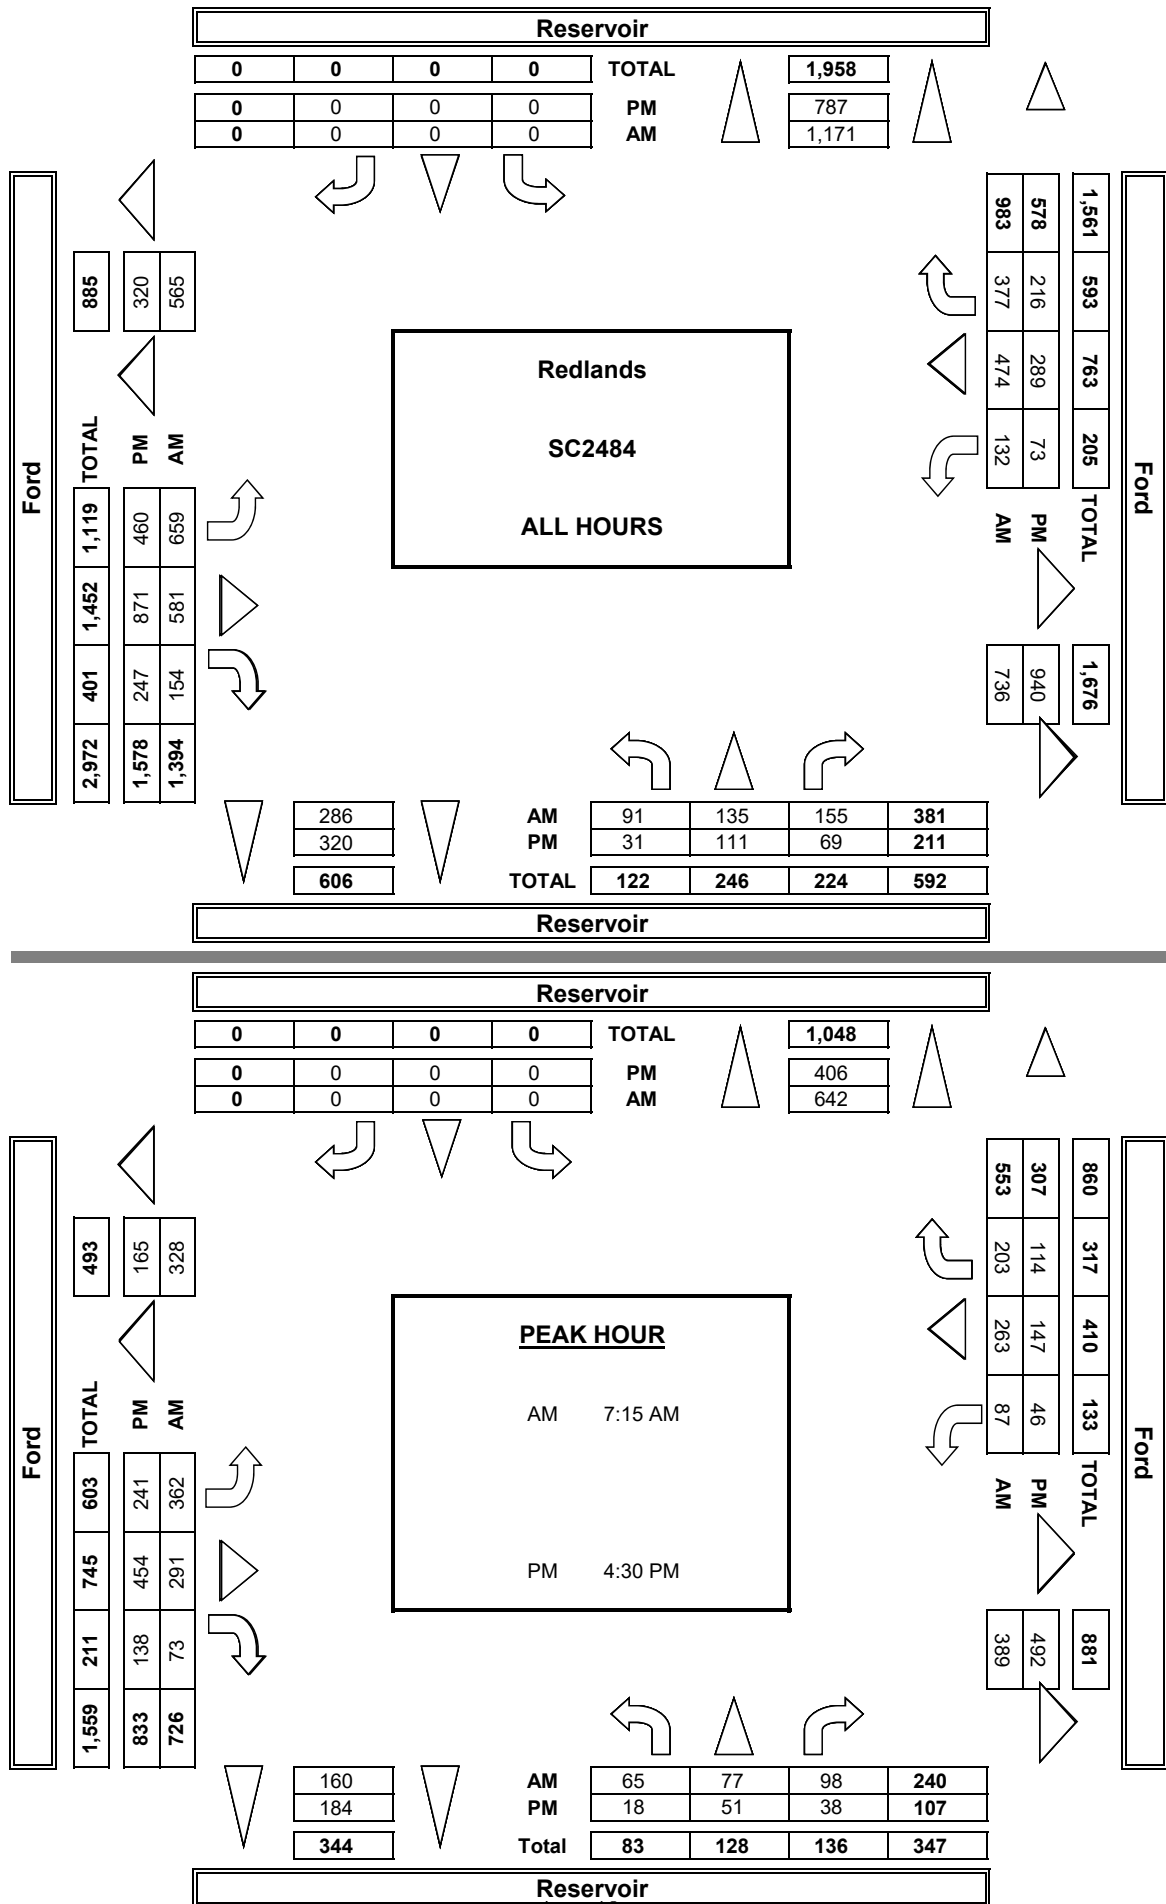 Reservoir
0 0 0 0 TOTAL 1,958
0 0 0 0 PM 787
0 0 0 0 AM 1,171
Ford
885
320
565
TOTAL 1,119 1,452 401 2,972
PM 460 871 247 1,578
AM 659 581 154 1,394
Redlands
SC2484
ALL HOURS
1,561 593 763 205 TOTAL 1,676
578 216 289 73 PM 940
983 377 474 132 AM 736
Ford
286 AM 91 135 155 381
320 PM 31 111 69 211
606 TOTAL 122 246 224 592
Reservoir
Reservoir
0 0 0 0 TOTAL 1,048
0 0 0 0 PM 406
0 0 0 0 AM 642
Ford
493
165
328
TOTAL 603 745 211 1,559
PM 241 454 138 833
AM 362 291 73 726
PEAK HOUR
AM 7:15 AM
PM 4:30 PM
860 317 410 133 TOTAL 881
307 114 147 46 PM 492
553 203 263 87 AM 389
Ford
160 AM 65 77 98 240
184 PM 18 51 38 107
344 Total 83 128 136 347
Reservoir